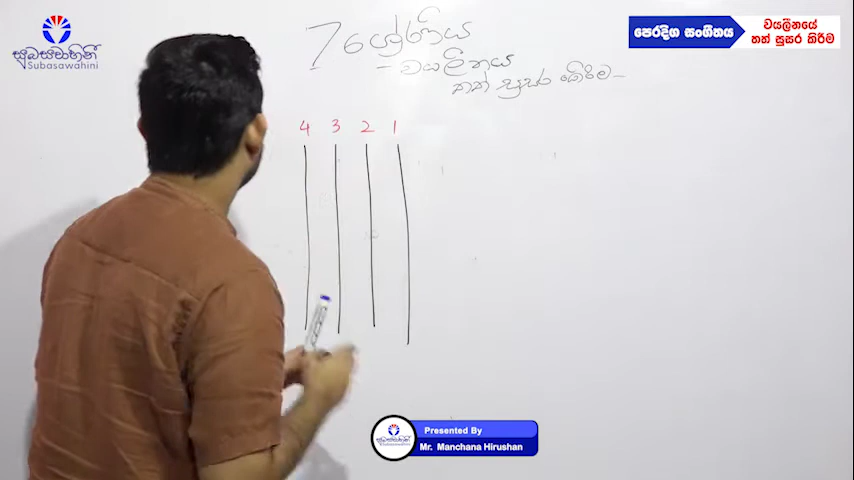 සුබසවාහිනී
Subasawahini
7 ශ්‍රේණිය
- වයලීනය
තත් සුසර කිරීම -
පෙරදිග සංගීතය
වයලීනයේ
තත් සුසර කිරීම
4 3 2 1
Presented By
Mr. Manchana Hirushan